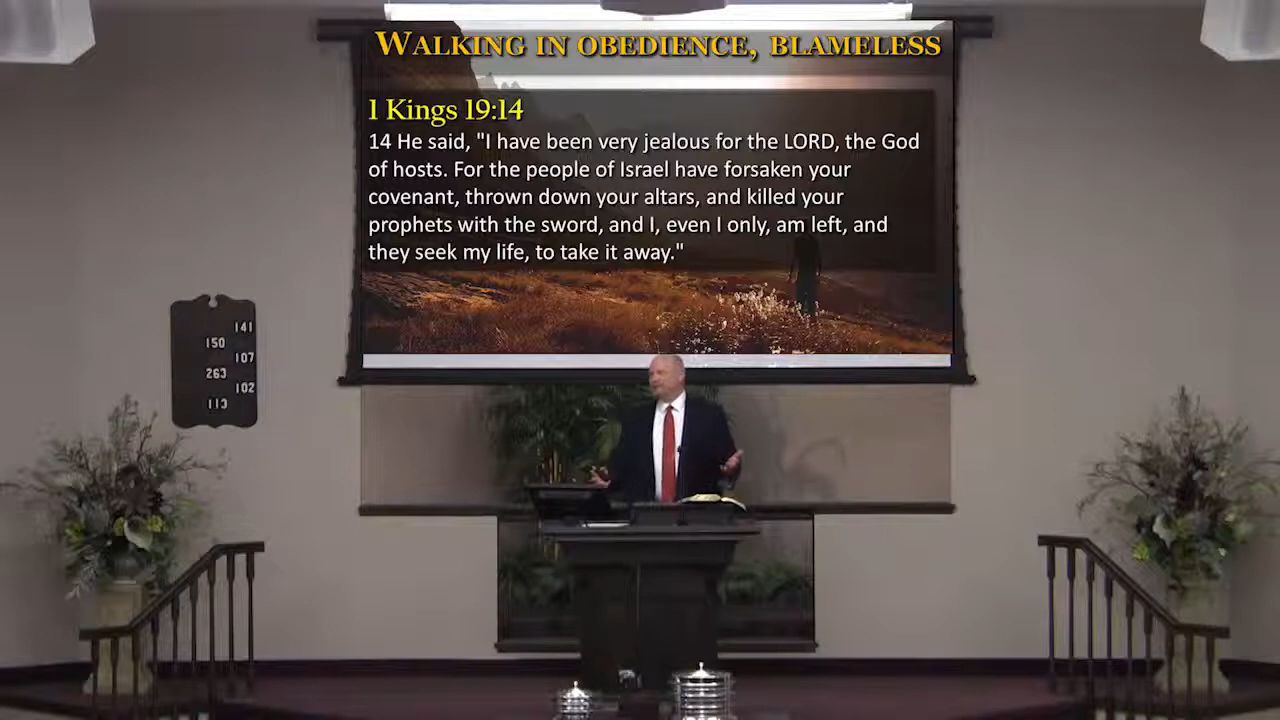 WALKING IN OBEDIENCE, BLAMELESS
1 Kings 19:14
14 He said, "I have been very jealous for the LORD, the God
of hosts. For the people of Israel have forsaken your
covenant, thrown down your altars, and killed your
prophets with the sword, and I, even I only, am left, and
they seek my life, to take it away."
141
150
107
263
102
113